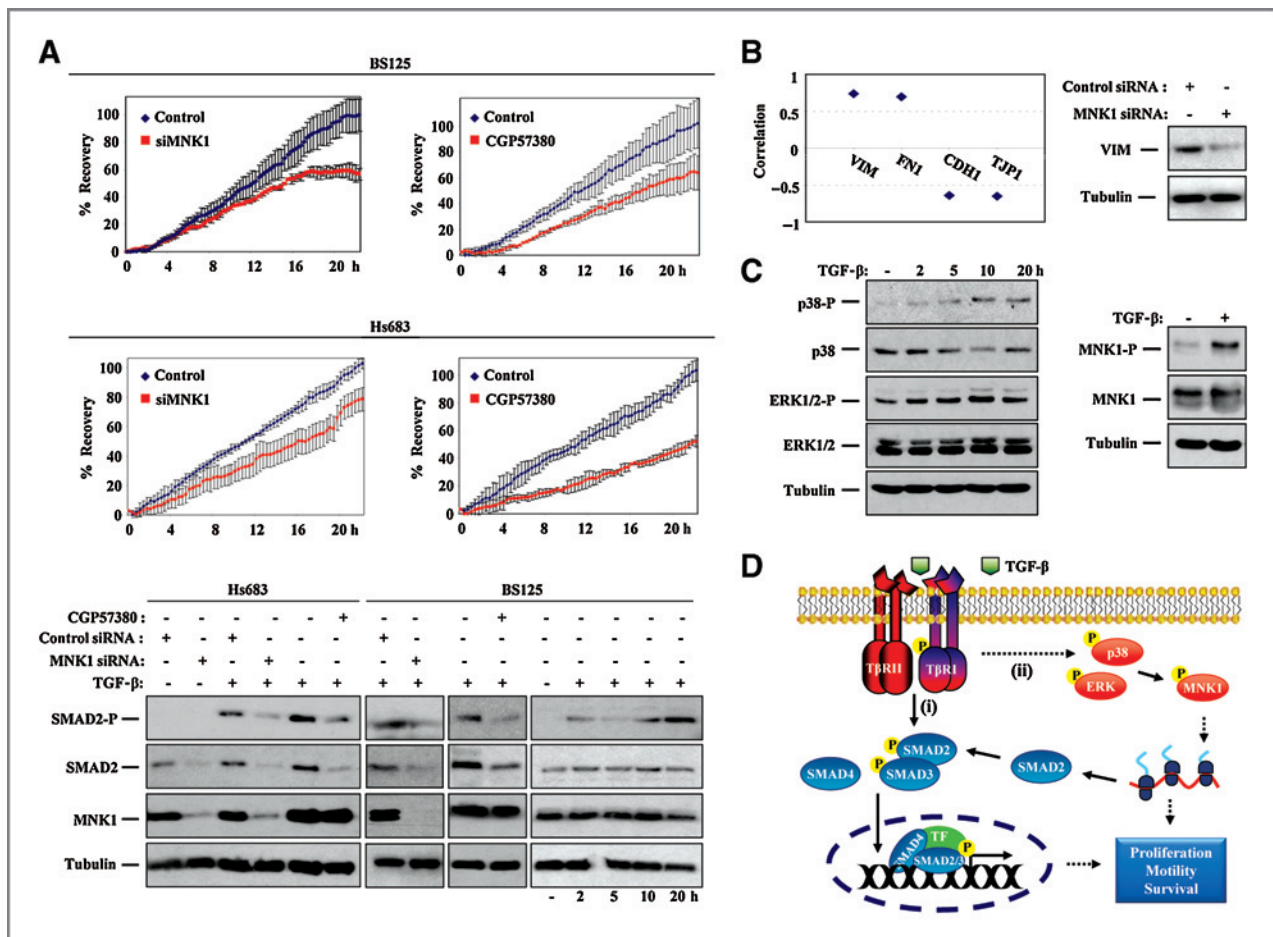 A
BS125
% Recovery
100
80
60
40
20
0
Control
siMNK1
0 4 8 12 16 20 h
% Recovery
100
80
60
40
20
0
Control
CGP57380
0 4 8 12 16 20 h
Hs683
% Recovery
100
80
60
40
20
0
Control
siMNK1
0 4 8 12 16 20 h
% Recovery
100
80
60
40
20
0
Control
CGP57380
0 4 8 12 16 20 h
Hs683 BS125
CGP57380: - - - - - + - - - + - - - - -
Control siRNA : + - + - - - + - - - - - - - -
MNK1 siRNA: - + - + - - - + - - - - - - -
TGF-β: - - + + + + + + + + - + + + +
SMAD2-P
SMAD2
MNK1
Tubulin
- 2 5 10 20 h
B
Correlation
1
0.5
0
−0.5
−1
VIM FN1 CDH1 TJP1
Control siRNA : + -
MNK1 siRNA: - +
VIM
Tubulin
C
TGF-β: - 2 5 10 20 h
p38-P
p38
ERK1/2-P
ERK1/2
Tubulin
TGF-β: - +
MNK1-P
MNK1
Tubulin
D
TGF-β
TβRII
P
TβRI
(i)
(ii)
P
p38
P
ERK
P
MNK1
P
SMAD2
P
SMAD3
SMAD4
SMAD2
SMAD4
TF
P
SMAD2/3
Proliferation
Motility
Survival